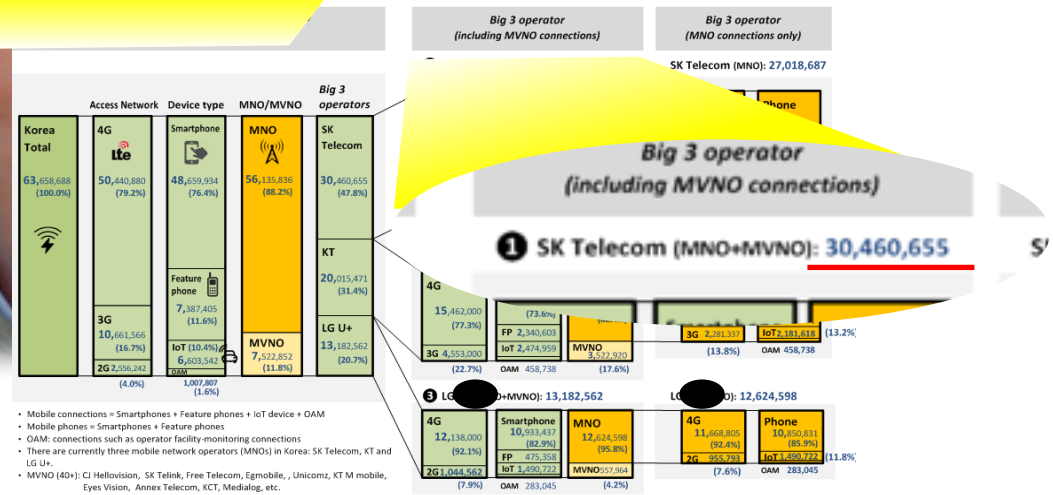 Big 3 operator
(including MVNO connections)
Big 3 operator
(MNO connections only)
SK Telecom (MNO): 27,018,687
Access Network
Device type
MNO/MVNO
Big 3
operators
Korea
Total
63,658,688
(100.0%)
4G
Lte
50,440,880
(79.2%)
3G
10,661,566
(16.7%)
2G 2,556,242
(4.0%)
Smartphone
48,659,934
(76.4%)
Feature
phone
7,387,405
(11.6%)
IoT (10.4%)
6,603,542
OAM
1,007,807
(1.6%)
MNO
56,135,836
(88.2%)
MVNO
7,522,852
(11.8%)
SK
Telecom
30,460,655
(47.8%)
KT
20,015,471
(31.4%)
LG U+
13,182,562
(20.7%)
Phone
Big 3 operator
(including MVNO connections)
1 SK Telecom (MNO+MVNO): 30,460,655
4G
15,462,000
(77.3%)
3G 4,553,000
(22.7%)
(73.6%)
FP 2,340,603
IoT 2,474,959
OAM 458,738
MVNO
3,522,920
(17.6%)
3G 2,281,337
(13.8%)
IoT 2,181,618
(13.2%)
OAM 458,738
3 LG +MVO): 13,182,562
4G
12,138,000
(92.1%)
2G 1,044,562
(7.9%)
Smartphone
10,933,437
(82.9%)
FP 475,358
IoT 1,490,722
OAM 283,045
MNO
12,624,598
(95.8%)
MVNO 557,964
(4.2%)
12,624,598
4G
11,668,805
(92.4%)
2G 955,793
(7.6%)
Phone
10,850,831
(85.9%)
IoT 1,490,722
(11.8%)
OAM 283,045
• Mobile connections = Smartphones + Feature phones + IoT device + OAM
• Mobile phones = Smartphones + Feature phones
• OAM: connections such as operator facility-monitoring connections
• There are currently three mobile network operators (MNOs) in Korea: SK Telecom, KT and
LG U+.
• MVNO (40+): CJ Hellovision, SK Telink, Free Telecom, Egmobile, , Uniconz, KT M mobile,
Eyes Vision, Annex Telecom, KCT, Medialog, etc.